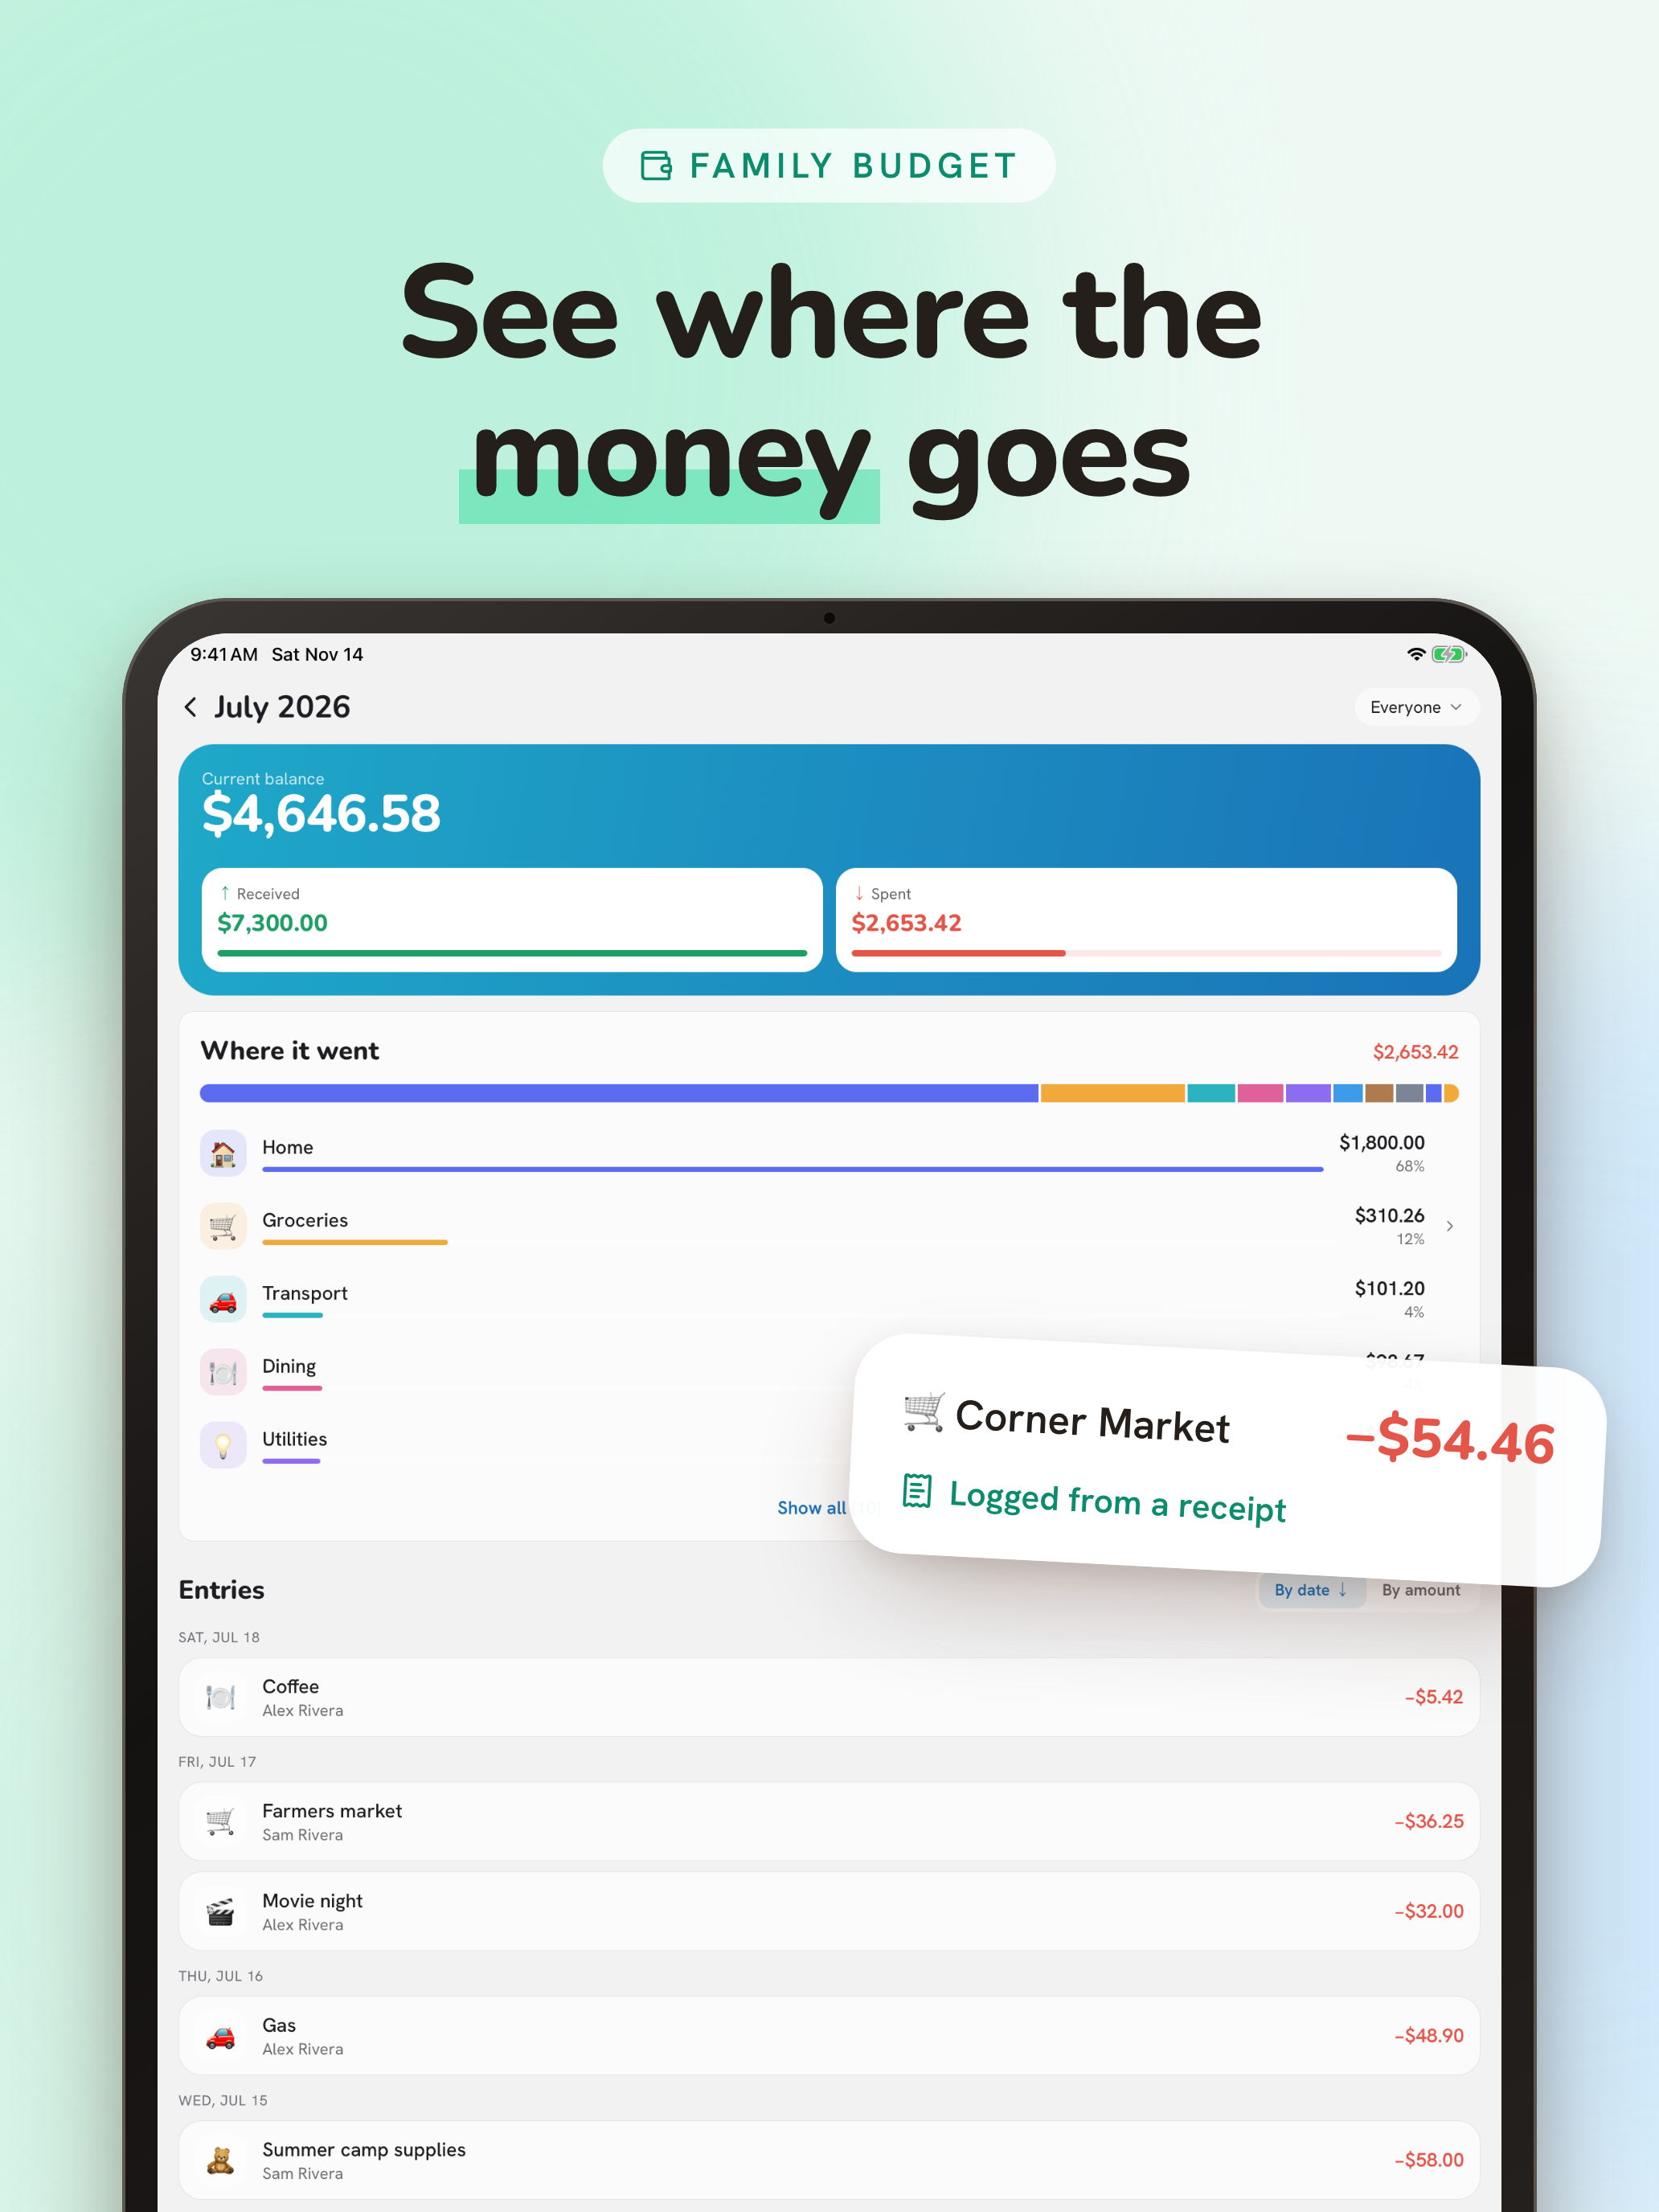 FAMILY BUDGET
See where the
money goes
9:41 AM Sat Nov 14
July 2026
Everyone
Current balance
$4,646.58
↑ Received
$7,300.00
↓ Spent
$2,653.42
Where it went
$2,653.42
Home
$1,800.00
68%
Groceries
$310.26
12%
Transport
$101.20
4%
Dining
$98.67
Utilities
Corner Market
–$54.46
Logged from a receipt
Show all
Entries
By date ↓
By amount
SAT, JUL 18
Coffee
Alex Rivera
–$5.42
FRI, JUL 17
Farmers market
Sam Rivera
–$36.25
Movie night
Alex Rivera
–$32.00
THU, JUL 16
Gas
Alex Rivera
–$48.90
WED, JUL 15
Summer camp supplies
Sam Rivera
–$58.00